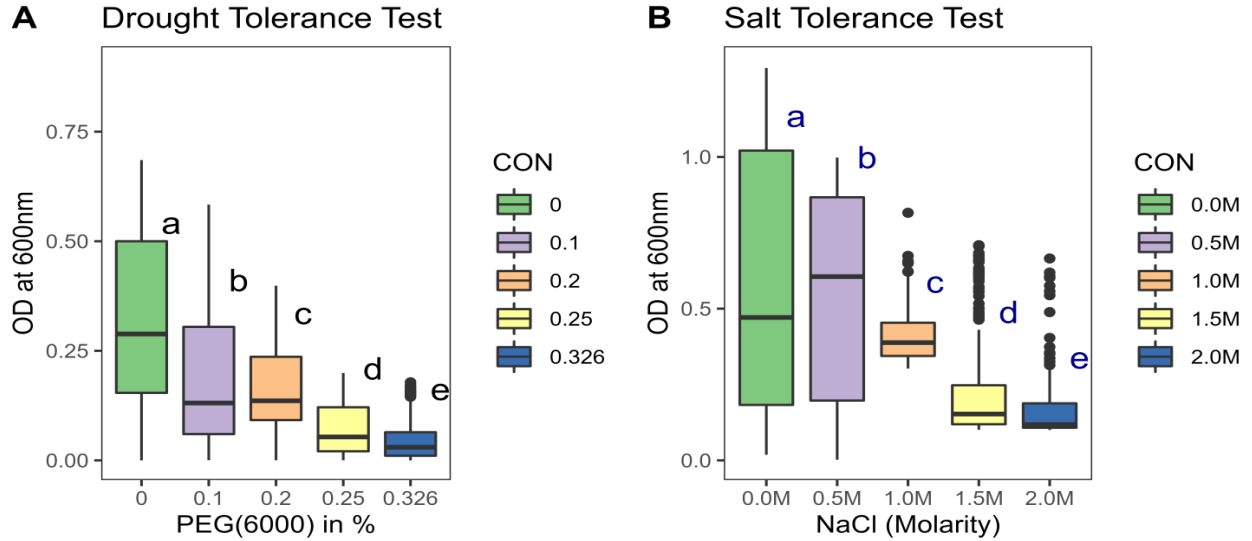 A Drought Tolerance Test
OD at 600nm
0.75
0.50
0.25
0.00
a
b
c
d
e
0 0.1 0.2 0.25 0.326
PEG(6000) in %
CON
0
0.1
0.2
0.25
0.326
B Salt Tolerance Test
OD at 600nm
1.0
0.5
0.0
a
b
c
d
e
0.0M 0.5M 1.0M 1.5M 2.0M
NaCl (Molarity)
CON
0.0M
0.5M
1.0M
1.5M
2.0M